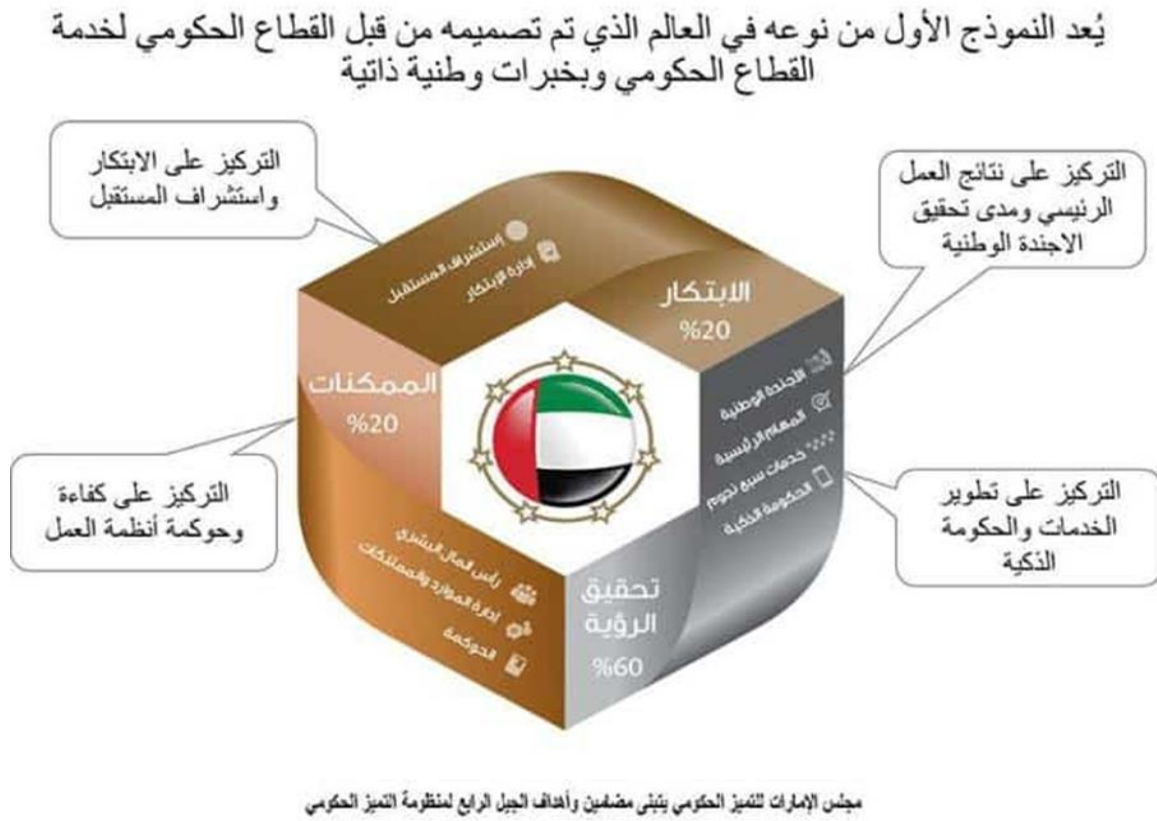 يُعد النموذج الأول من نوعه في العالم الذي تم تصميمه من قبل القطاع الحكومي لخدمة
القطاع الحكومي وبخبرات وطنية ذاتية
التركيز على نتائج العمل
الرئيسي ومدى تحقيق
الاجندة الوطنية
التركيز على الابتكار
واستشراف المستقبل
إستشراف المستقبل
إدارة الإبتكار
الابتكار
%20
الممكنات
%20
الأجندة الوطنية
المهام الرئيسية
خدمات سبع نجوم
الحكومة الذكية
التركيز على تطوير
الخدمات والحكومة
الذكية
التركيز على كفاءة
وحوكمة أنظمة العمل
رأس المال البشري
إدارة الموارد والممتلكات
الحوكمة
تحقيق
الرؤية
%60
مجلس الإمارات للتميز الحكومي يتبنى مضامين وأهداف الجيل الرابع لمنظومة التميز الحكومي